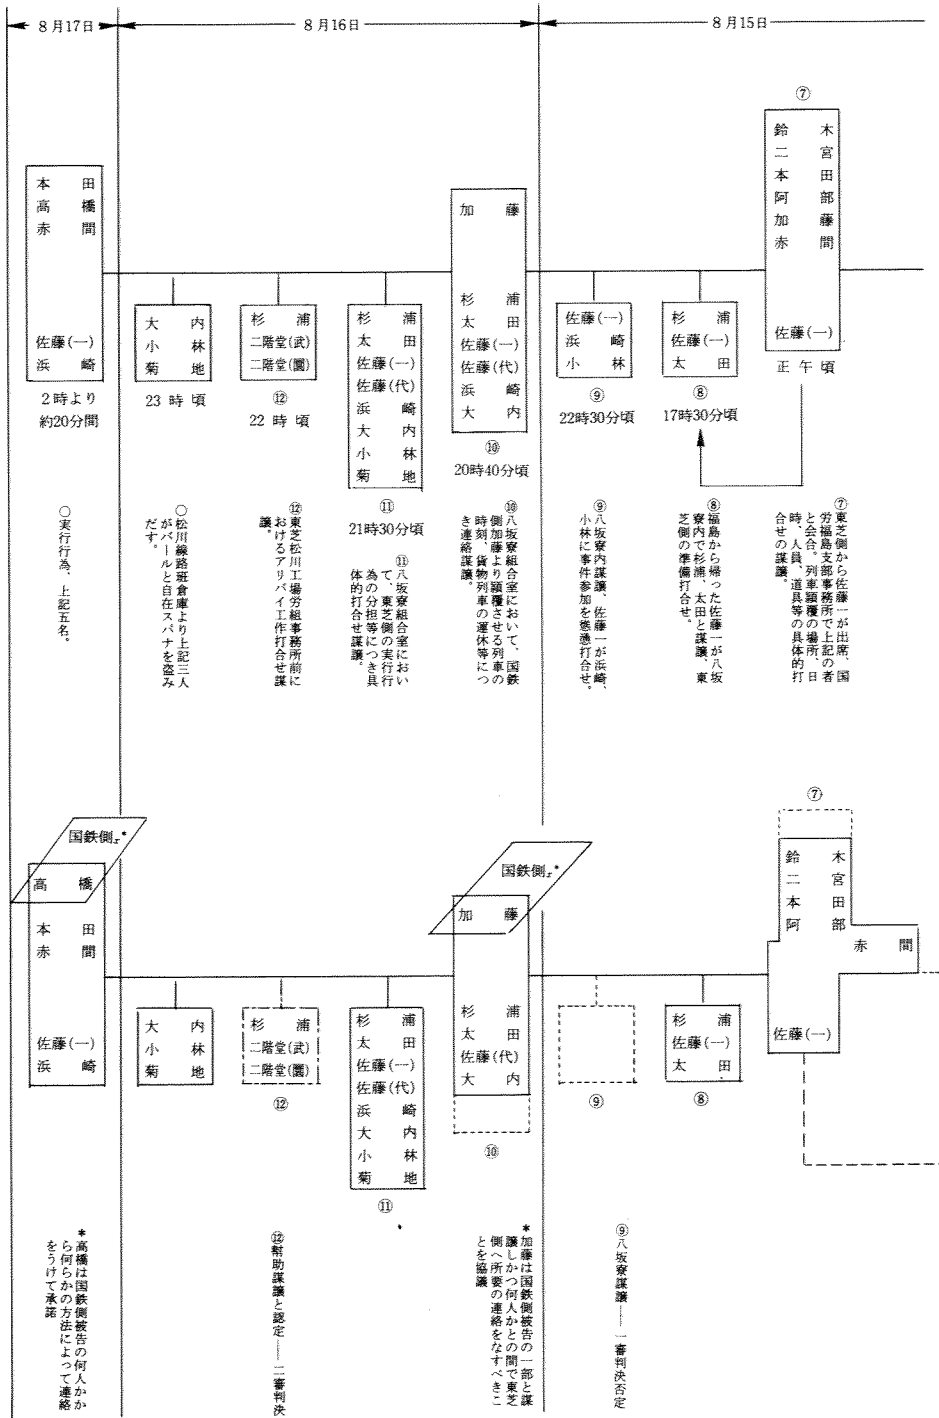 8月15日
8月16日
8月17日
⑦
鈴木
二宮
本田
阿部
加藤
赤間
佐藤(一)
正午頃
杉浦
佐藤(一)
太田
⑧
17時30分頃
佐藤(一)
浜崎
小林
⑨
22時30分頃
加藤
杉浦
太田
佐藤(一)
佐藤(代)
浜崎
大内
⑩
20時40分頃
杉浦
太田
佐藤(一)
佐藤(代)
浜崎
大内
小林
菊地
⑪
21時30分頃
杉浦
二階堂(武)
二階堂(園)
⑫
22時頃
大内
小林
菊地
23時頃
本田
高橋
赤間
佐藤(一)
浜崎
2時より
約20分間
⑦東芝側から佐藤一が出席、国
労福島支部事務所で上記の者
と会合。列車顛覆の場所、日
時、人員、道具等の具体的打
合せの謀議。
⑧福島から帰った佐藤一が八坂
寮内で杉浦、太田と謀議、東
芝側の準備打合せ。
⑨八坂寮内謀議、佐藤一が浜崎、
小林に事件参加を慫慂打合せ。
⑩八坂寮組合室において、国鉄
側加藤より顛覆させる列車の
時刻、貨物列車の運休等につ
き連絡謀議。
⑪八坂寮組合室におい
て、東芝側の実行行
為の分担等につき具
体的打合せ謀議。
⑫東芝松川工場労組事務所前に
おけるアリバイ工作打合せ謀
議。
○松川線路班倉庫より上記三人
がバールと自在スパナを盗み
だす。
○実行行為、上記五名。
⑦
鈴木
二宮
本田
阿部
赤間
佐藤(一)
杉浦
佐藤(一)
太田
⑧
⑨
国鉄側x*
加藤
杉浦
太田
佐藤(代)
大内
⑩
杉浦
太田
佐藤(一)
佐藤(代)
浜崎
大内
小林
菊地
⑪
杉浦
二階堂(武)
二階堂(園)
⑫
大内
小林
菊地
国鉄側x*
高橋
本田
赤間
佐藤(一)
浜崎
⑨八坂寮謀議——一審判決否定
*加藤は国鉄側被告の一部と謀
議しかつ何人かとの間で東芝
側へ所要の連絡をなすべきこ
とを協議
⑫幇助謀議と認定——二審判決
*高橋は国鉄側被告の何人かか
ら何らかの方法によって連絡
をうけて承諾